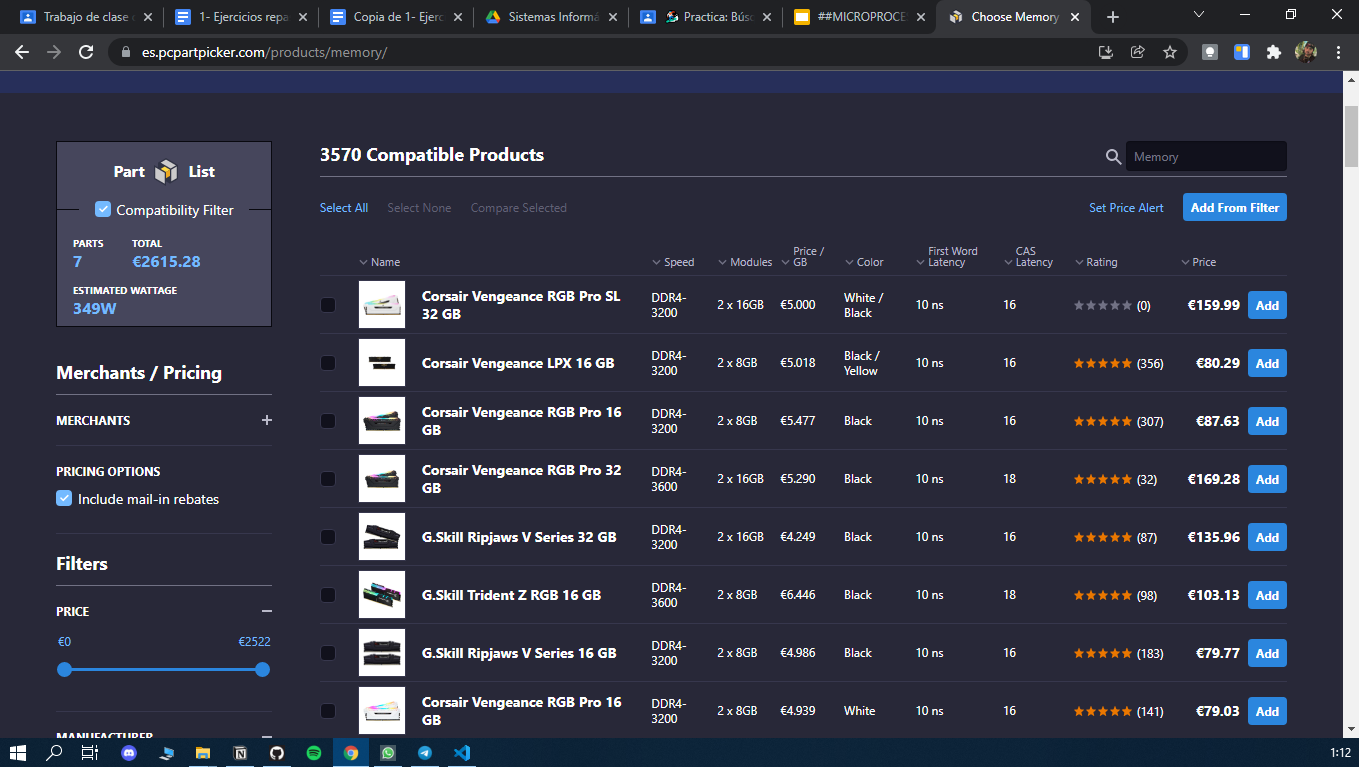 Trabajo de clase
1- Ejercicios repa
Copia de 1- Ejerc
Sistemas Informá
Practica: Búsc
##MICROPROCE
Choose Memory
es.pcpartpicker.com/products/memory/
Part List
Compatibility Filter
PARTS TOTAL
7 €2615.28
ESTIMATED WATTAGE
349W
Merchants / Pricing
MERCHANTS
PRICING OPTIONS
Include mail-in rebates
Filters
PRICE
€0 €2522
MANUFACTURER
3570 Compatible Products
Memory
Select All Select None Compare Selected
Set Price Alert Add From Filter
Name Speed Modules Price / GB Color First Word Latency CAS Latency Rating Price
Corsair Vengeance RGB Pro SL 32 GB DDR4-3200 2 x 16GB €5.000 White / Black 10 ns 16 (0) €159.99 Add
Corsair Vengeance LPX 16 GB DDR4-3200 2 x 8GB €5.018 Black / Yellow 10 ns 16 (356) €80.29 Add
Corsair Vengeance RGB Pro 16 GB DDR4-3200 2 x 8GB €5.477 Black 10 ns 16 (307) €87.63 Add
Corsair Vengeance RGB Pro 32 GB DDR4-3600 2 x 16GB €5.290 Black 10 ns 18 (32) €169.28 Add
G.Skill Ripjaws V Series 32 GB DDR4-3200 2 x 16GB €4.249 Black 10 ns 16 (87) €135.96 Add
G.Skill Trident Z RGB 16 GB DDR4-3600 2 x 8GB €6.446 Black 10 ns 18 (98) €103.13 Add
G.Skill Ripjaws V Series 16 GB DDR4-3200 2 x 8GB €4.986 Black 10 ns 16 (183) €79.77 Add
Corsair Vengeance RGB Pro 16 GB DDR4-3200 2 x 8GB €4.939 White 10 ns 16 (141) €79.03 Add
1:12